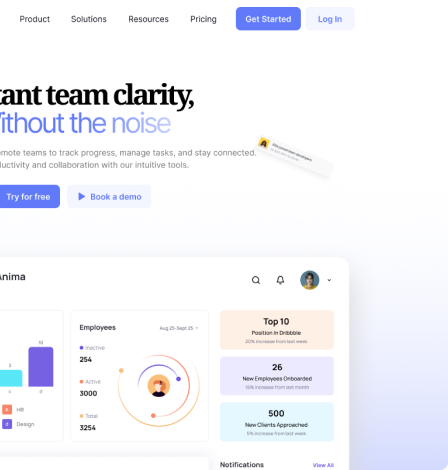 Product Solutions Resources Pricing Get Started Log In
tant team clarity,
ithout the noise
emote teams to track progress, manage tasks, and stay connected.
ductivity and collaboration with our intuitive tools.
Try for free Book a demo
Anima
Employees
Aug 25-Sept 25
Inactive
254
Active
3000
Total
3254
HR
Design
Top 10
Position in Dribbble
20% increase from last week
26
New Employees Onboarded
15% increase from last month
500
New Clients Approached
5% increase from last week
Notifications View All